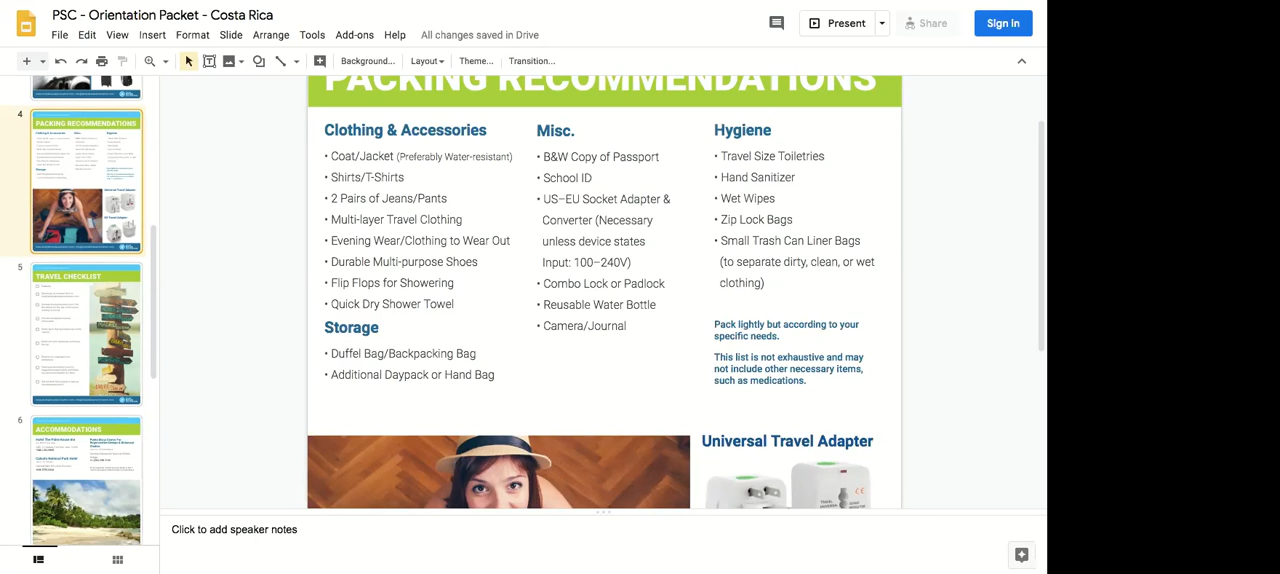 PSC - Orientation Packet - Costa Rica
File Edit View Insert Format Slide Arrange Tools Add-ons Help All changes saved in Drive
Present
Share
Sign in
Background...
Layout
Theme...
Transition...
4
PACKING RECOMMENDATIONS
5
TRAVEL CHECKLIST
6
ACCOMMODATIONS
PACKING RECOMMENDATIONS
Clothing & Accessories
• Coat/Jacket (Preferably Water-resistant)
• Shirts/T-Shirts
• 2 Pairs of Jeans/Pants
• Multi-layer Travel Clothing
• Evening Wear/Clothing to Wear Out
• Durable Multi-purpose Shoes
• Flip Flops for Showering
• Quick Dry Shower Towel
Storage
• Duffel Bag/Backpacking Bag
• Additional Daypack or Hand Bag
Misc.
• B&W Copy of Passport
• School ID
• US–EU Socket Adapter &
Converter (Necessary
unless device states
Input: 100–240V)
• Combo Lock or Padlock
• Reusable Water Bottle
• Camera/Journal
Hygiene
• Travel Size Toiletries
• Hand Sanitizer
• Wet Wipes
• Zip Lock Bags
• Small Trash Can Liner Bags
(to separate dirty, clean, or wet
clothing)
Pack lightly but according to your
specific needs.
This list is not exhaustive and may
not include other necessary items,
such as medications.
Universal Travel Adapter
Click to add speaker notes